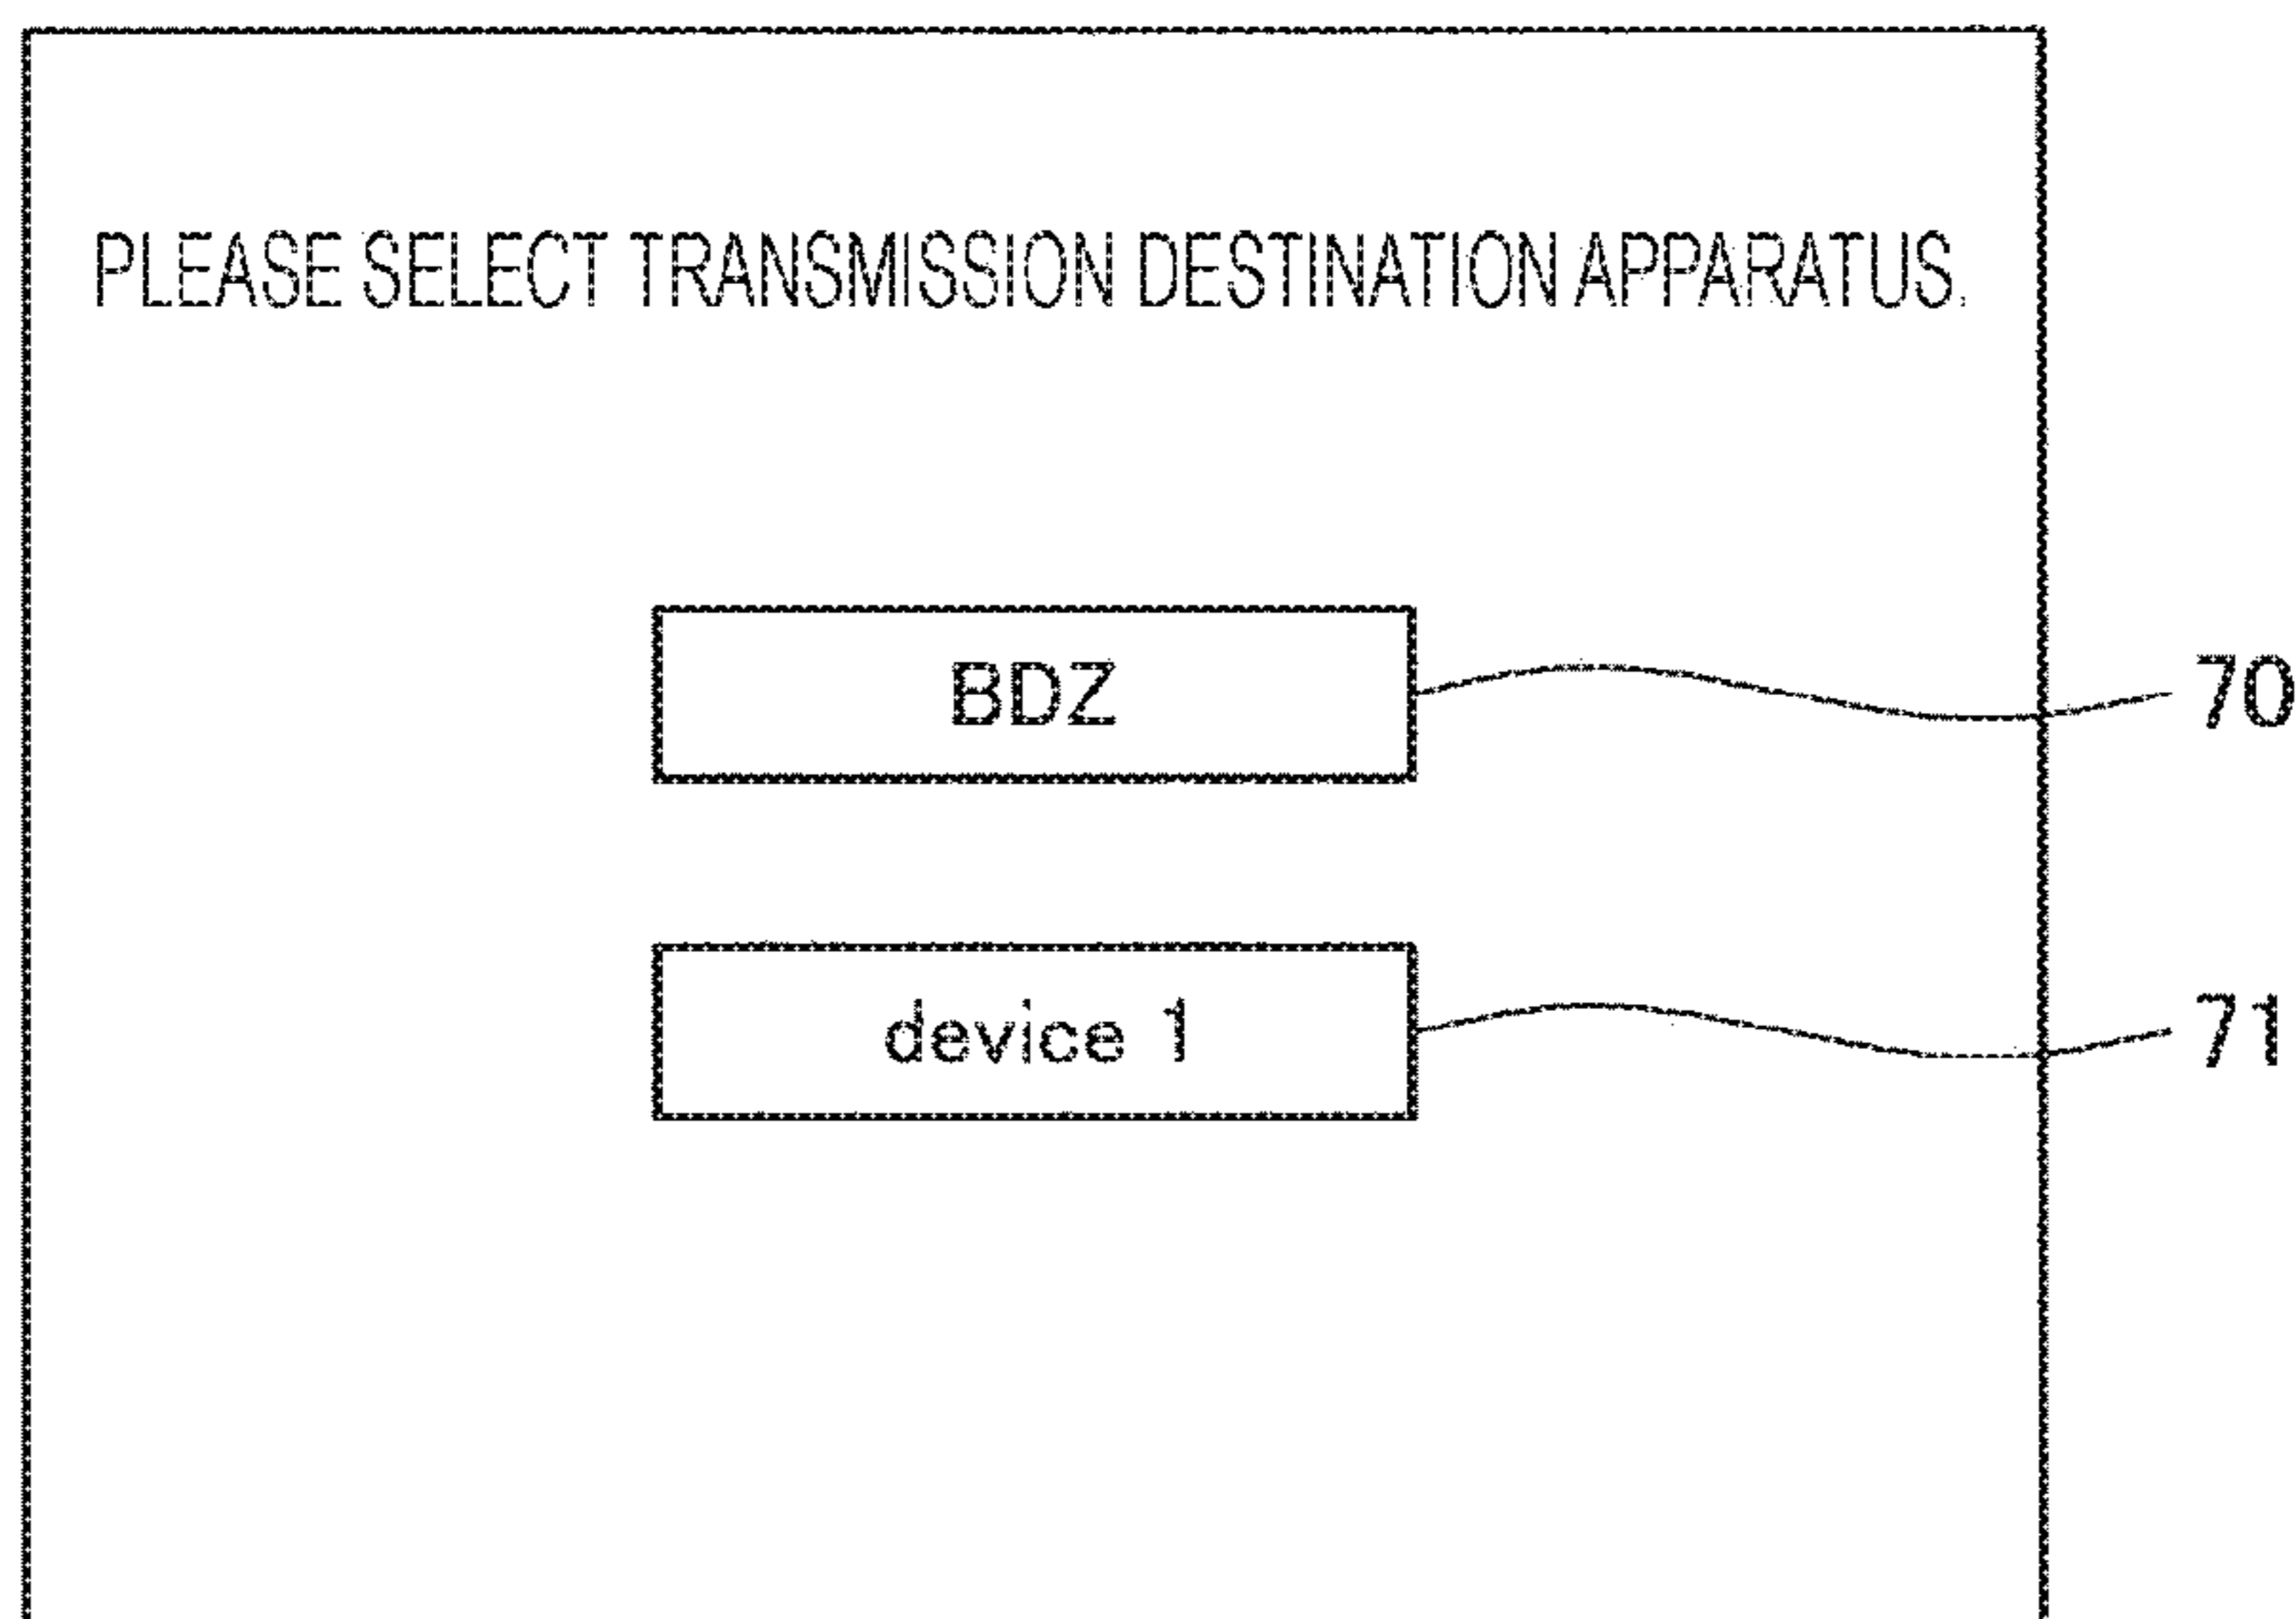 PLEASE SELECT TRANSMISSION DESTINATION APPARATUS.
BDZ
70
device 1
71